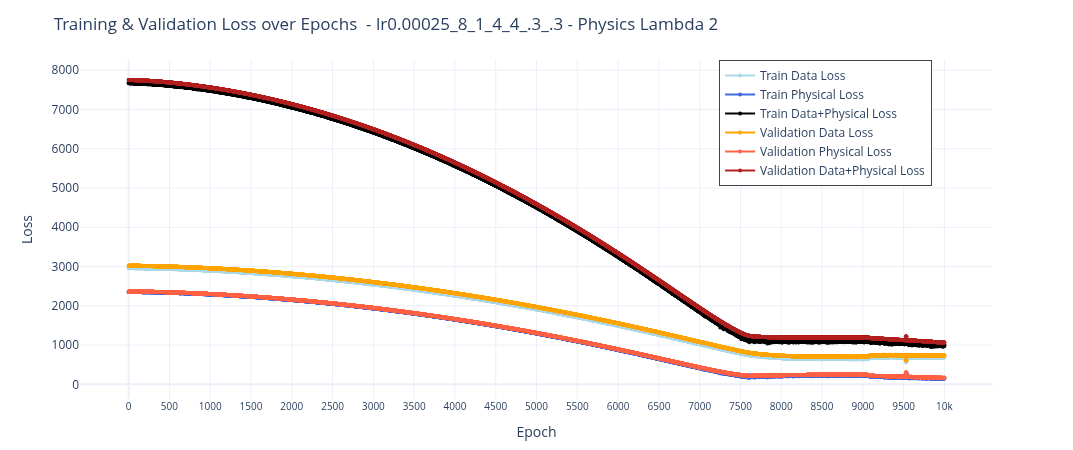 Training & Validation Loss over Epochs  - lr0.00025_8_1_4_4_.3_.3 - Physics Lambda 2
Train Data Loss
Train Physical Loss
Train Data+Physical Loss
Validation Data Loss
Validation Physical Loss
Validation Data+Physical Loss
Loss
8000
7000
6000
5000
4000
3000
2000
1000
0
0 500 1000 1500 2000 2500 3000 3500 4000 4500 5000 5500 6000 6500 7000 7500 8000 8500 9000 9500 10k
Epoch